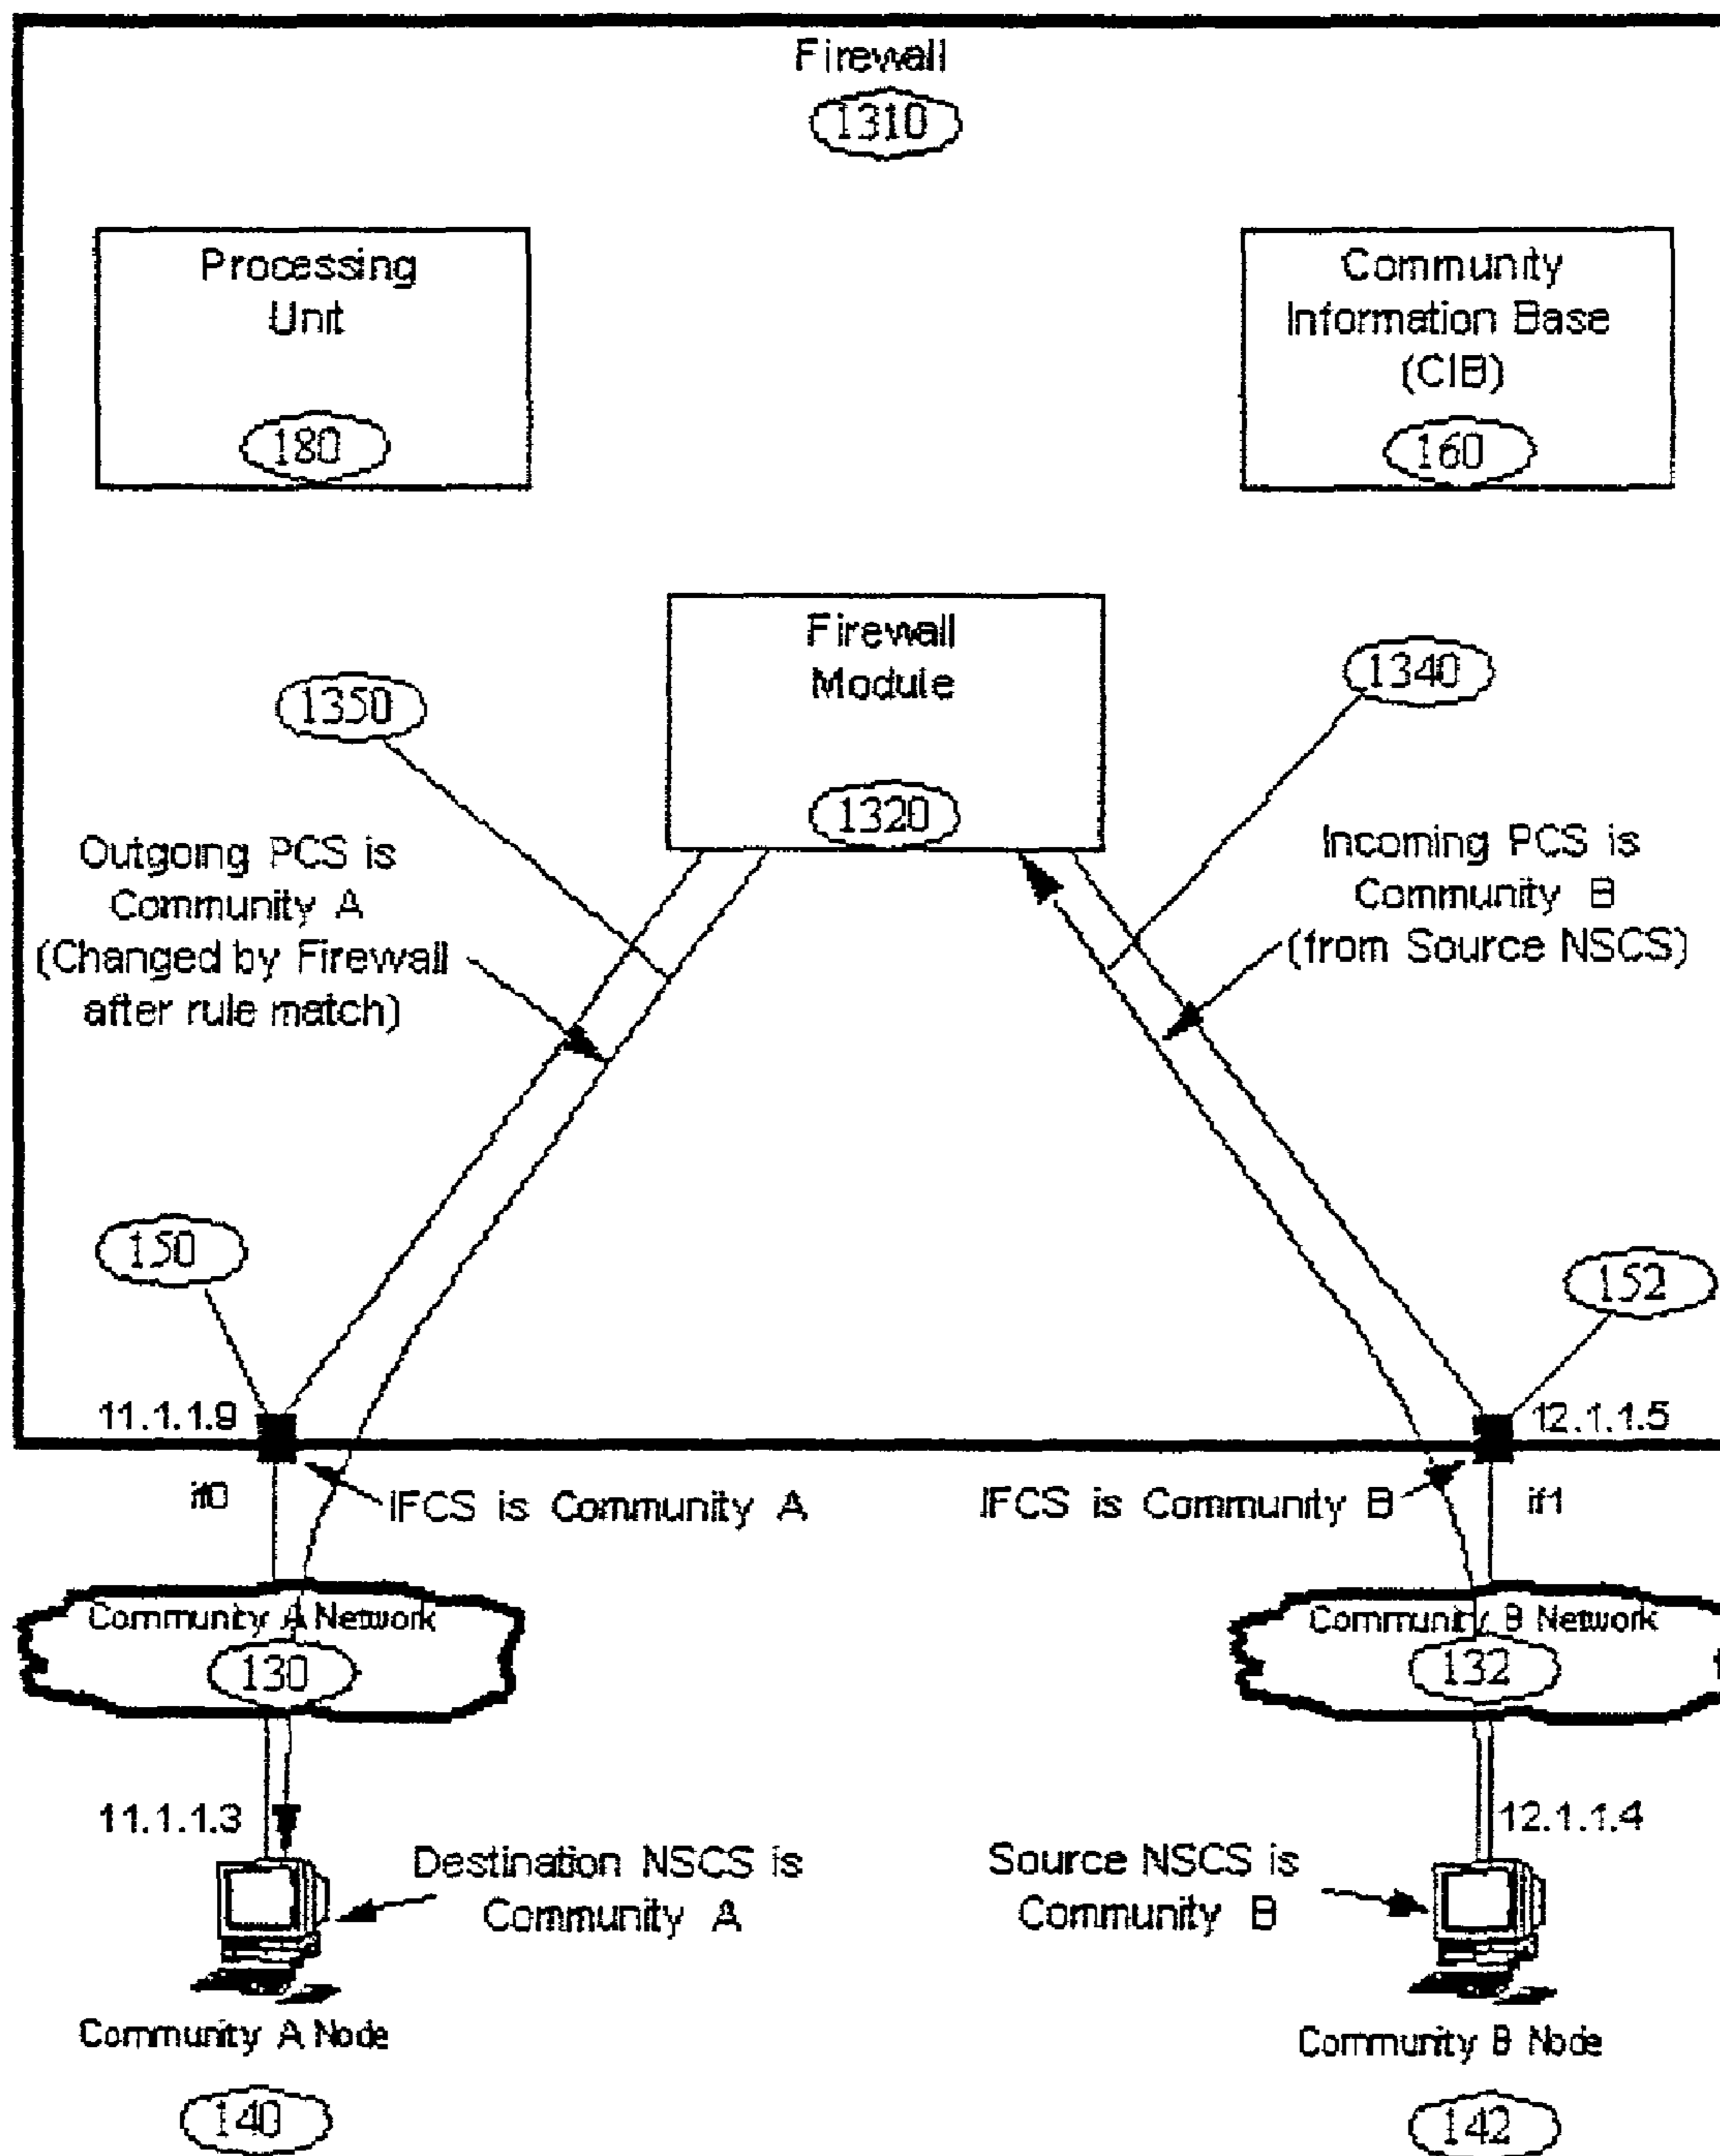 Firewall
1310
Processing
Unit
180
Community
Information Base
(CIB)
160
Firewall
Module
1320
1350
1340
Outgoing PCS is
Community A
(Changed by Firewall
after rule match)
Incoming PCS is
Community B
(from Source NSCS)
150
152
11.1.1.9
12.1.1.5
if0
IFCS is Community A
IFCS is Community B
if1
Community A Network
130
Community B Network
132
11.1.1.3
12.1.1.4
Destination NSCS is
Community A
Source NSCS is
Community B
Community A Node
140
Community B Node
142